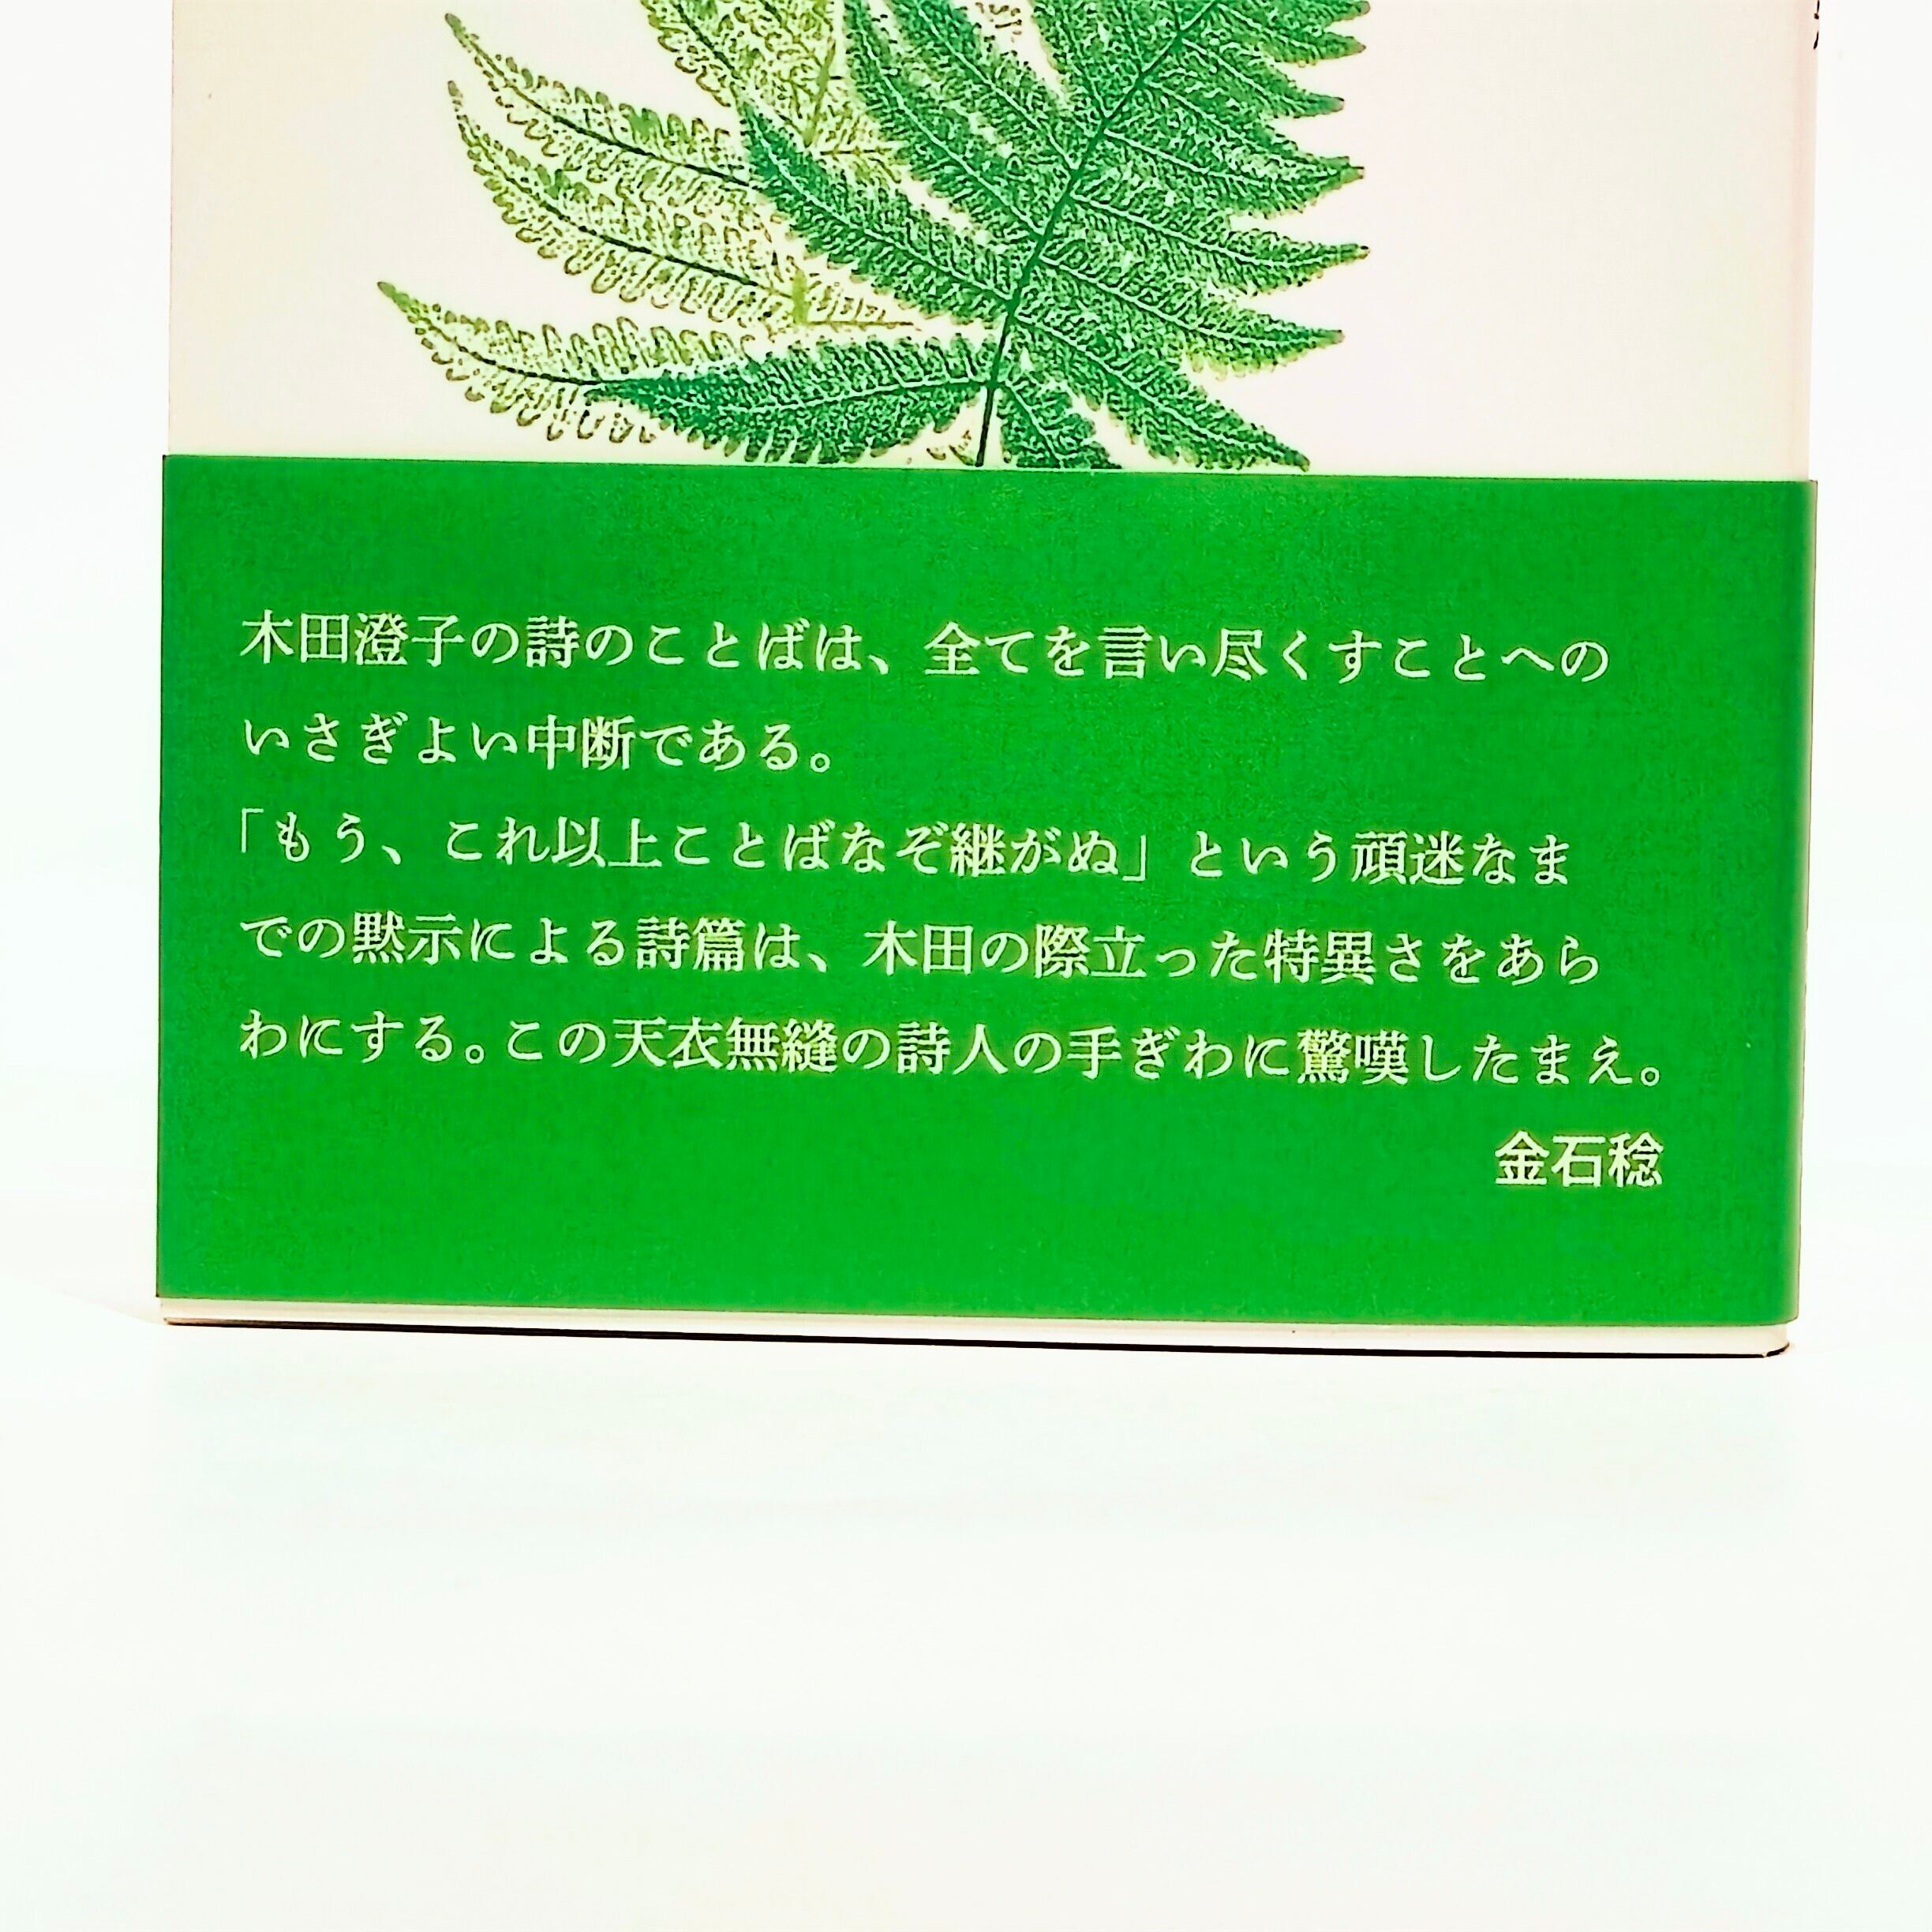 木田澄子の詩のことばは、全てを言い尽くすことへの
いさぎよい中断である。
「もう、これ以上ことばなぞ継がぬ」という頑迷なま
での黙示による詩篇は、木田の際立った特異さをあら
わにする。この天衣無縫の詩人の手ぎわに驚嘆したまえ。
金石稔